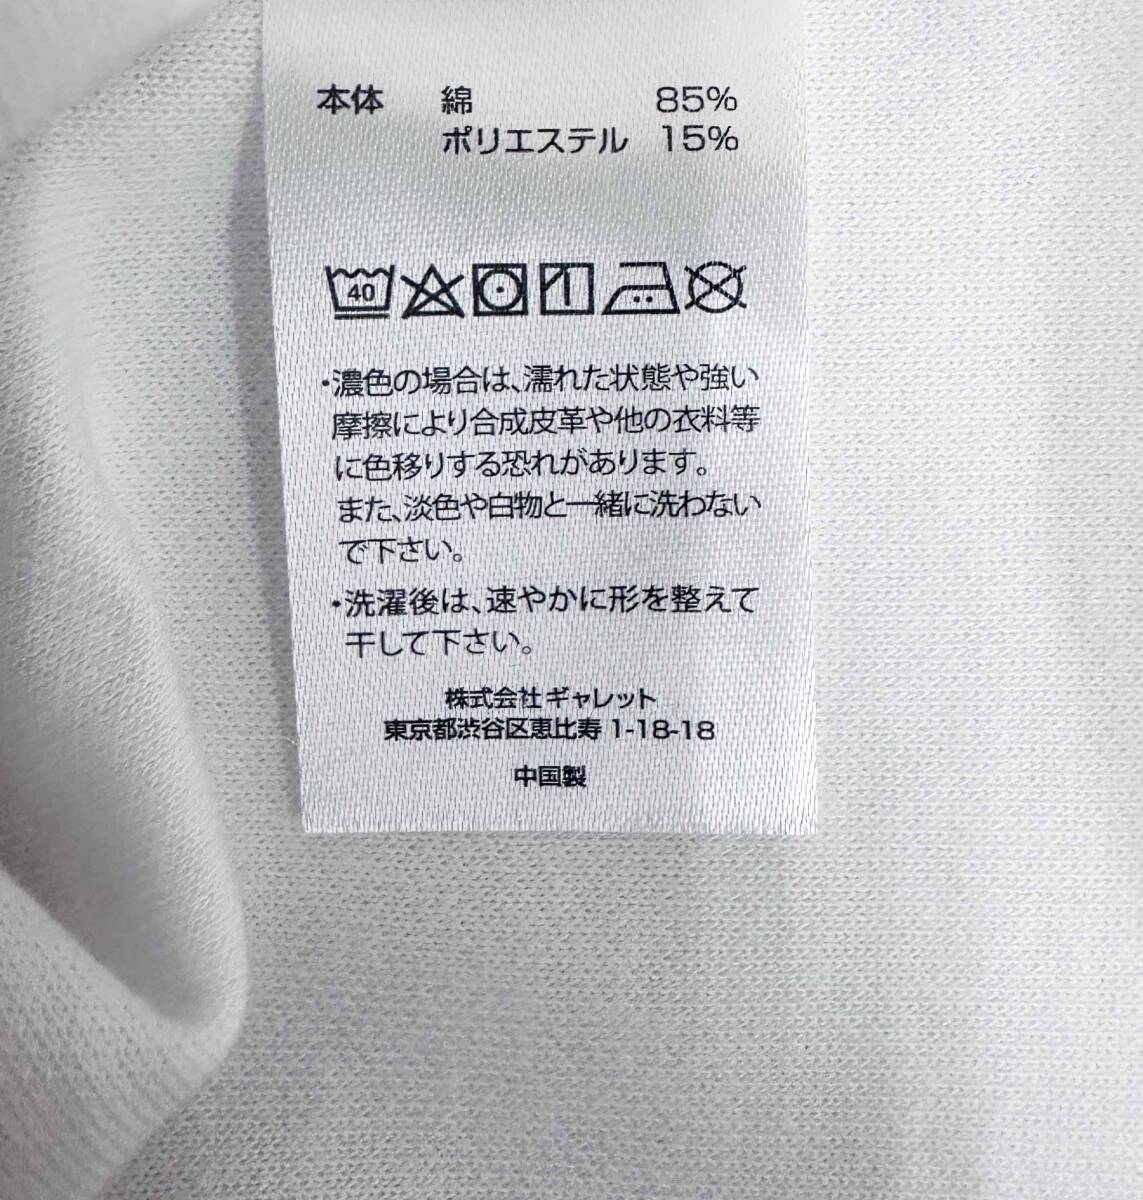 本体 綿 85%
ポリエステル 15%
40
・濃色の場合は、濡れた状態や強い
摩擦により合成皮革や他の衣料等
に色移りする恐れがあります。
また、淡色や白物と一緒に洗わない
で下さい。
・洗濯後は、速やかに形を整えて
干して下さい。
株式会社ギャレット
東京都渋谷区恵比寿 1-18-18
中国製